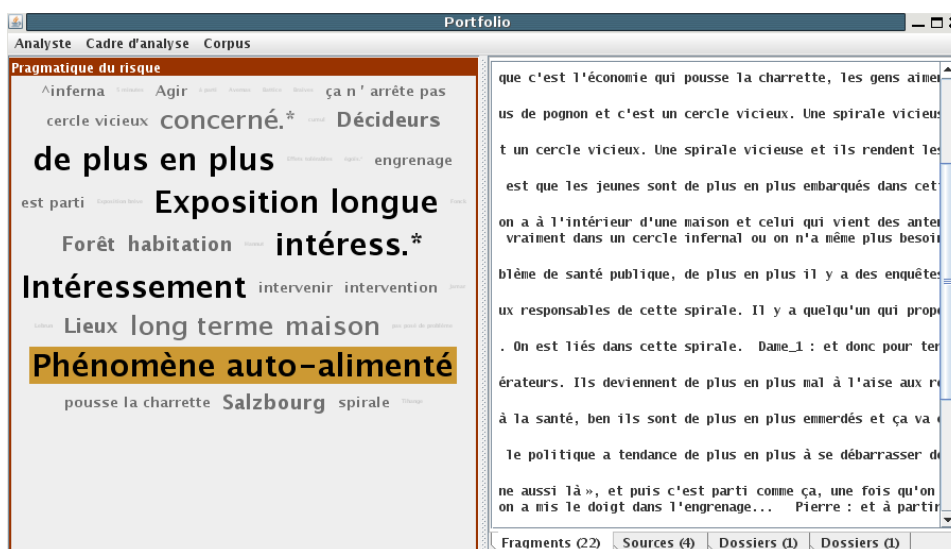 Portfolio
Analyste Cadre d'analyse Corpus
Pragmatique du risque
^inferna Agir ça n ' arrête pas
cercle vicieux concerné.* Décideurs
de plus en plus engrenage
est parti Exposition longue
Forêt habitation intéress.*
Intéressement intervenir intervention
Lieux long terme maison
Phénomène auto-alimenté
pousse la charrette Salzbourg spirale
que c'est l'économie qui pousse la charrette, les gens aimer
us de pognon et c'est un cercle vicieux. Une spirale vicieus
t un cercle vicieux. Une spirale vicieuse et ils rendent les
est que les jeunes sont de plus en plus embarqués dans cet
on a à l'intérieur d'une maison et celui qui vient des anter
vraiment dans un cercle infernal ou on n'a même plus besoin
blème de santé publique, de plus en plus il y a des enquêtes
ux responsables de cette spirale. Il y a quelqu'un qui prop
. On est liés dans cette spirale. Dame_1 : et donc pour ter
érateurs. Ils deviennent de plus en plus mal à l'aise aux r
à la santé, ben ils sont de plus en plus emmerdés et ça va
le politique a tendance de plus en plus à se débarrasser de
ne aussi là », et puis c'est parti comme ça, une fois qu'on
on a mis le doigt dans l'engrenage... Pierre : et à partir
Fragments (22) Sources (4) Dossiers (1) Dossiers (1)